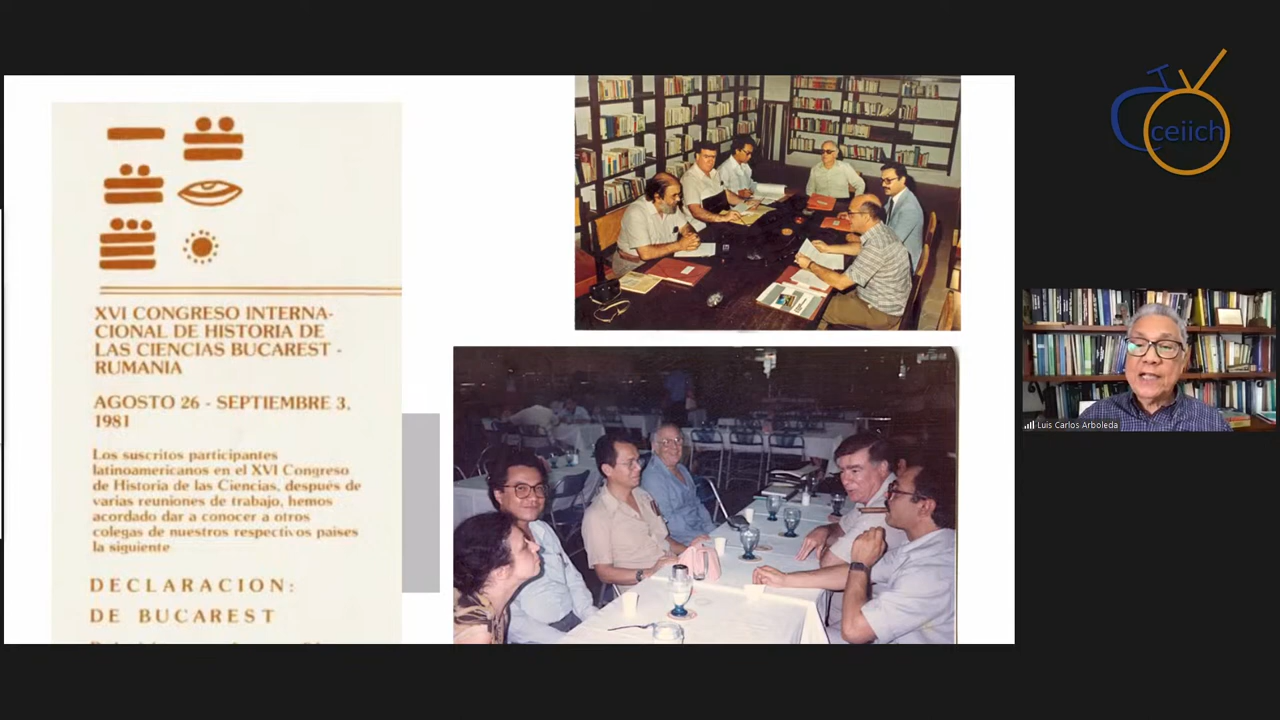 XVI CONGRESO INTERNA-
CIONAL DE HISTORIA DE
LAS CIENCIAS BUCAREST -
RUMANIA
AGOSTO 26 - SEPTIEMBRE 3,
1981
Los suscritos participantes
latinoamericanos en el XVI Congreso
de Historia de las Ciencias, después de
varias reuniones de trabajo, hemos
acordado dar a conocer a otros
colegas de nuestros respectivos paises
la siguiente
DECLARACION:
DE BUCAREST
TV
ceiich
Luis Carlos Arboleda